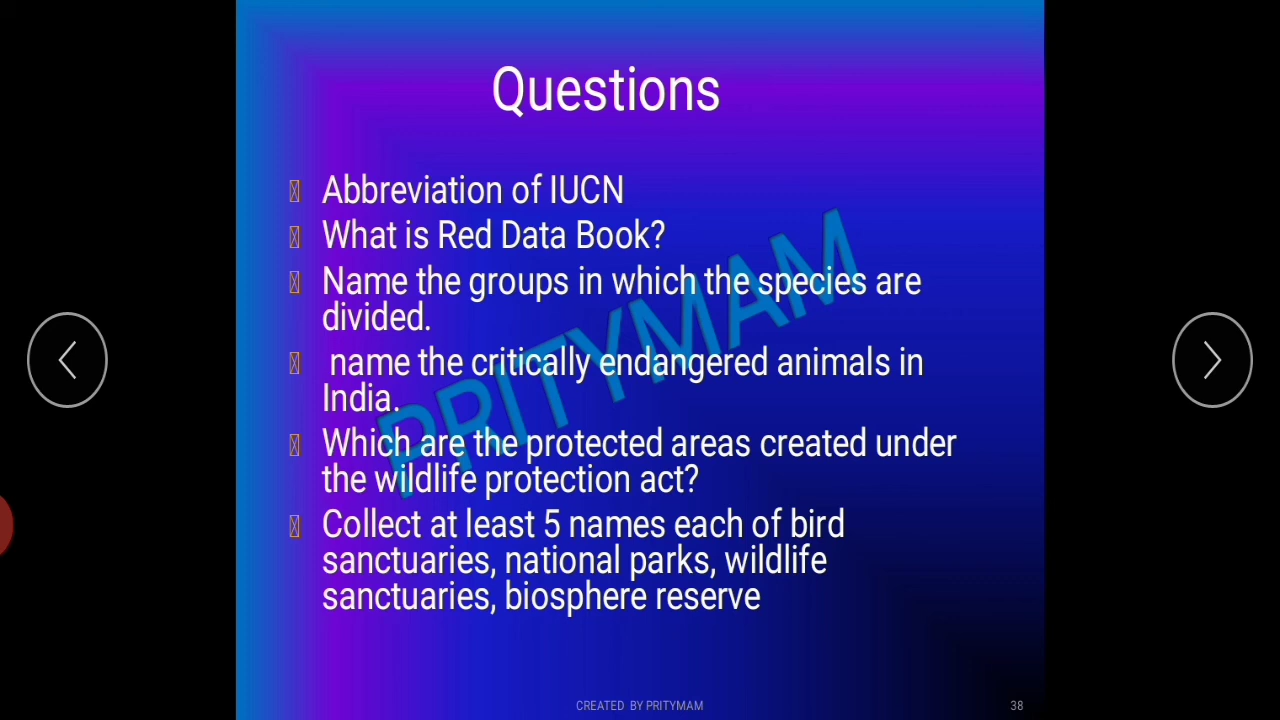 Questions
Abbreviation of IUCN
What is Red Data Book?
Name the groups in which the species are
divided.
name the critically endangered animals in
India.
Which are the protected areas created under
the wildlife protection act?
Collect at least 5 names each of bird
sanctuaries, national parks, wildlife
sanctuaries, biosphere reserve
PRITYMAM
CREATED BY PRITYMAM
38